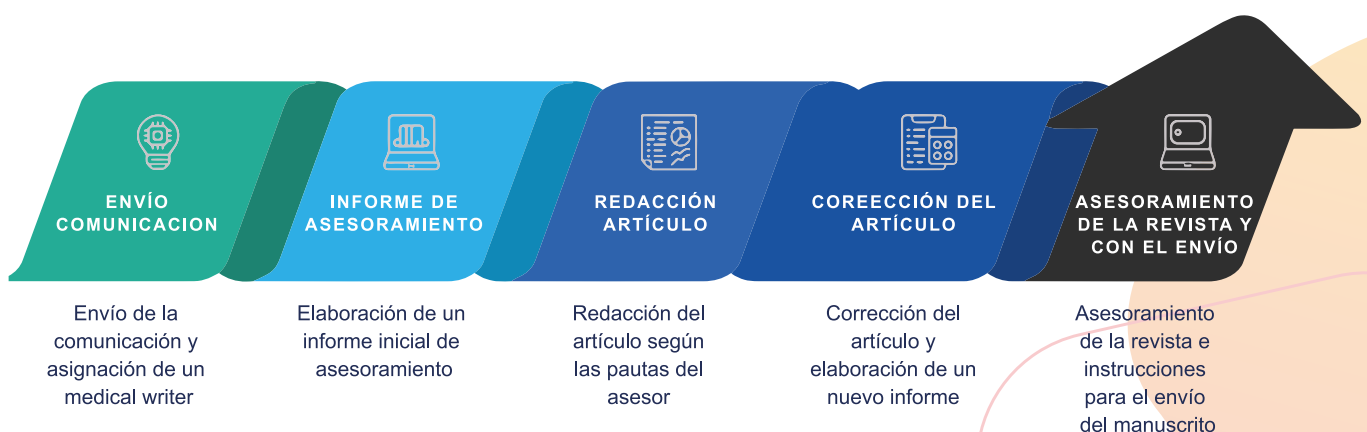 ENVÍO
COMUNICACION
INFORME DE
ASESORAMIENTO
REDACCIÓN
ARTÍCULO
COREECCIÓN DEL
ARTÍCULO
ASESORAMIENTO
DE LA REVISTA Y
CON EL ENVÍO
Envío de la
comunicación y
asignación de un
medical writer
Elaboración de un
informe inicial de
asesoramiento
Redacción del
artículo según
las pautas del
asesor
Corrección del
artículo y
elaboración de un
nuevo informe
Asesoramiento
de la revista e
instrucciones
para el envío
del manuscrito